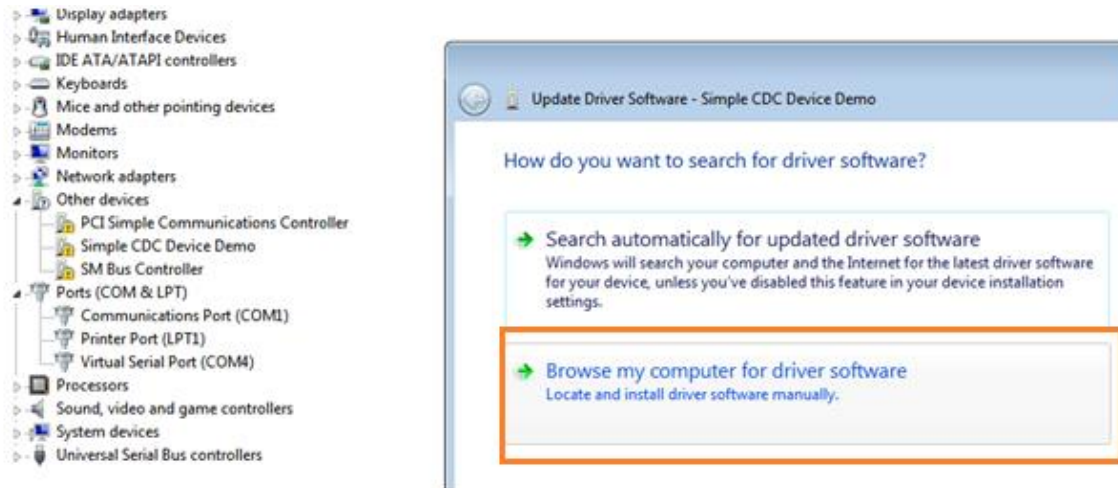 Display adapters
Human Interface Devices
IDE ATA/ATAPI controllers
Keyboards
Mice and other pointing devices
Modems
Monitors
Network adapters
Other devices
PCI Simple Communications Controller
Simple CDC Device Demo
SM Bus Controller
Ports (COM & LPT)
Communications Port (COM1)
Printer Port (LPT1)
Virtual Serial Port (COM4)
Processors
Sound, video and game controllers
System devices
Universal Serial Bus controllers
Update Driver Software - Simple CDC Device Demo
How do you want to search for driver software?
Search automatically for updated driver software
Windows will search your computer and the Internet for the latest driver software
for your device, unless you've disabled this feature in your device installation
settings.
Browse my computer for driver software
Locate and install driver software manually.